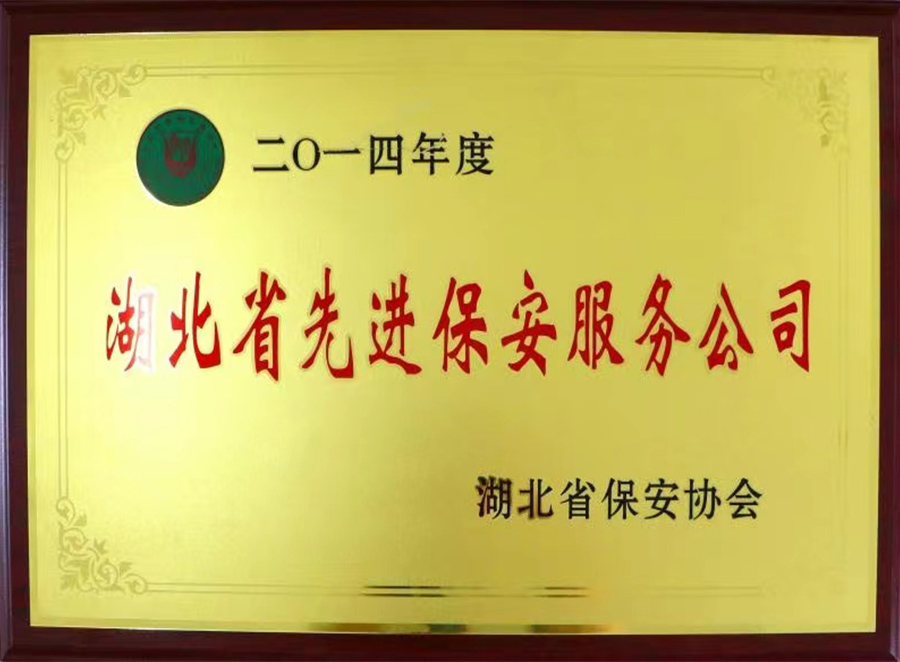 二O一四年度
湖北省先进保安服务公司
湖北省保安协会